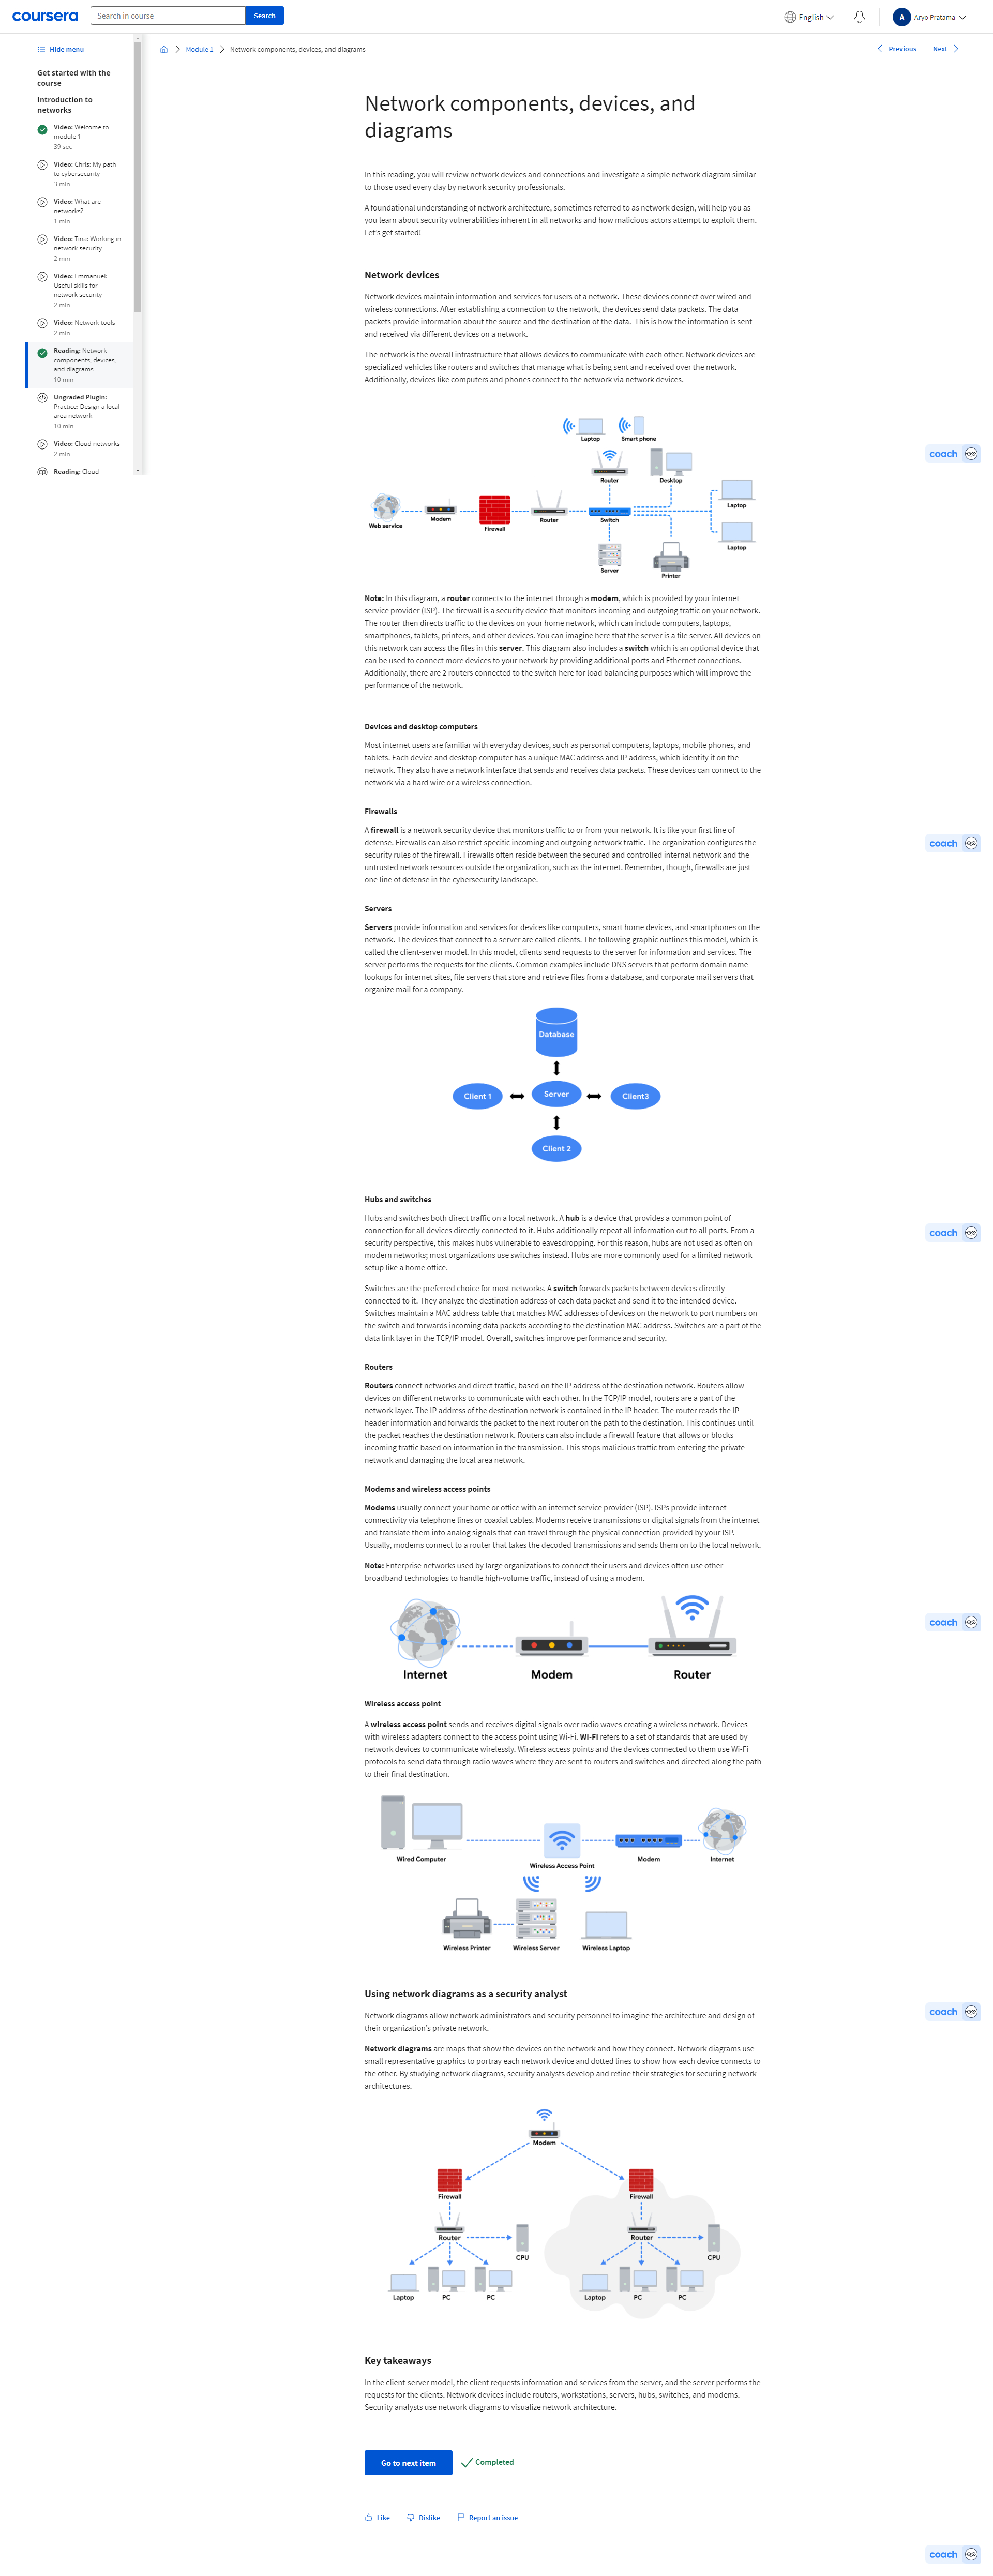 coursera
Search in course
Search
English
A
Aryo Pratama
Hide menu
Module 1
Network components, devices, and diagrams
Previous
Next
Get started with the
course
Introduction to
networks
Video: Welcome to
module 1
39 sec
Video: Chris: My path
to cybersecurity
3 min
Video: What are
networks?
1 min
Video: Tina: Working in
network security
2 min
Video: Emmanuel:
Useful skills for
network security
2 min
Video: Network tools
2 min
Reading: Network
components, devices,
and diagrams
10 min
Ungraded Plugin:
Practice: Design a local
area network
10 min
Video: Cloud networks
2 min
Reading: Cloud
Network components, devices, and
diagrams
In this reading, you will review network devices and connections and investigate a simple network diagram similar
to those used every day by network security professionals.
A foundational understanding of network architecture, sometimes referred to as network design, will help you as
you learn about security vulnerabilities inherent in all networks and how malicious actors attempt to exploit them.
Let's get started!
Network devices
Network devices maintain information and services for users of a network. These devices connect over wired and
wireless connections. After establishing a connection to the network, the devices send data packets. The data
packets provide information about the source and the destination of the data.  This is how the information is sent
and received via different devices on a network.
The network is the overall infrastructure that allows devices to communicate with each other. Network devices are
specialized vehicles like routers and switches that manage what is being sent and received over the network.
Additionally, devices like computers and phones connect to the network via network devices.
Laptop
Smart phone
Router
Desktop
Laptop
Web service
Modem
Firewall
Router
Switch
Laptop
Server
Printer
coach
Note: In this diagram, a router connects to the internet through a modem, which is provided by your internet
service provider (ISP). The firewall is a security device that monitors incoming and outgoing traffic on your network.
The router then directs traffic to the devices on your home network, which can include computers, laptops,
smartphones, tablets, printers, and other devices. You can imagine here that the server is a file server. All devices on
this network can access the files in this server. This diagram also includes a switch which is an optional device that
can be used to connect more devices to your network by providing additional ports and Ethernet connections.
Additionally, there are 2 routers connected to the switch here for load balancing purposes which will improve the
performance of the network.
Devices and desktop computers
Most internet users are familiar with everyday devices, such as personal computers, laptops, mobile phones, and
tablets. Each device and desktop computer has a unique MAC address and IP address, which identify it on the
network. They also have a network interface that sends and receives data packets. These devices can connect to the
network via a hard wire or a wireless connection.
Firewalls
A firewall is a network security device that monitors traffic to or from your network. It is like your first line of
defense. Firewalls can also restrict specific incoming and outgoing network traffic. The organization configures the
security rules of the firewall. Firewalls often reside between the secured and controlled internal network and the
untrusted network resources outside the organization, such as the internet. Remember, though, firewalls are just
one line of defense in the cybersecurity landscape.
coach
Servers
Servers provide information and services for devices like computers, smart home devices, and smartphones on the
network. The devices that connect to a server are called clients. The following graphic outlines this model, which is
called the client-server model. In this model, clients send requests to the server for information and services. The
server performs the requests for the clients. Common examples include DNS servers that perform domain name
lookups for internet sites, file servers that store and retrieve files from a database, and corporate mail servers that
organize mail for a company.
Database
Client 1
Server
Client3
Client 2
Hubs and switches
Hubs and switches both direct traffic on a local network. A hub is a device that provides a common point of
connection for all devices directly connected to it. Hubs additionally repeat all information out to all ports. From a
security perspective, this makes hubs vulnerable to eavesdropping. For this reason, hubs are not used as often on
modern networks; most organizations use switches instead. Hubs are more commonly used for a limited network
setup like a home office.
coach
Switches are the preferred choice for most networks. A switch forwards packets between devices directly
connected to it. They analyze the destination address of each data packet and send it to the intended device.
Switches maintain a MAC address table that matches MAC addresses of devices on the network to port numbers on
the switch and forwards incoming data packets according to the destination MAC address. Switches are a part of the
data link layer in the TCP/IP model. Overall, switches improve performance and security.
Routers
Routers connect networks and direct traffic, based on the IP address of the destination network. Routers allow
devices on different networks to communicate with each other. In the TCP/IP model, routers are a part of the
network layer. The IP address of the destination network is contained in the IP header. The router reads the IP
header information and forwards the packet to the next router on the path to the destination. This continues until
the packet reaches the destination network. Routers can also include a firewall feature that allows or blocks
incoming traffic based on information in the transmission. This stops malicious traffic from entering the private
network and damaging the local area network.
Modems and wireless access points
Modems usually connect your home or office with an internet service provider (ISP). ISPs provide internet
connectivity via telephone lines or coaxial cables. Modems receive transmissions or digital signals from the internet
and translate them into analog signals that can travel through the physical connection provided by your ISP.
Usually, modems connect to a router that takes the decoded transmissions and sends them on to the local network.
Note: Enterprise networks used by large organizations to connect their users and devices often use other
broadband technologies to handle high-volume traffic, instead of using a modem.
Internet
Modem
Router
coach
Wireless access point
A wireless access point sends and receives digital signals over radio waves creating a wireless network. Devices
with wireless adapters connect to the access point using Wi-Fi. Wi-Fi refers to a set of standards that are used by
network devices to communicate wirelessly. Wireless access points and the devices connected to them use Wi-Fi
protocols to send data through radio waves where they are sent to routers and switches and directed along the path
to their final destination.
Wired Computer
Wireless Access Point
Modem
Internet
Wireless Printer
Wireless Server
Wireless Laptop
Using network diagrams as a security analyst
Network diagrams allow network administrators and security personnel to imagine the architecture and design of
their organization's private network.
coach
Network diagrams are maps that show the devices on the network and how they connect. Network diagrams use
small representative graphics to portray each network device and dotted lines to show how each device connects to
the other. By studying network diagrams, security analysts develop and refine their strategies for securing network
architectures.
Modem
Firewall
Firewall
Router
Router
CPU
CPU
Laptop
PC
PC
Laptop
PC
PC
Key takeaways
In the client-server model, the client requests information and services from the server, and the server performs the
requests for the clients. Network devices include routers, workstations, servers, hubs, switches, and modems.
Security analysts use network diagrams to visualize network architecture.
Go to next item
Completed
Like
Dislike
Report an issue
coach